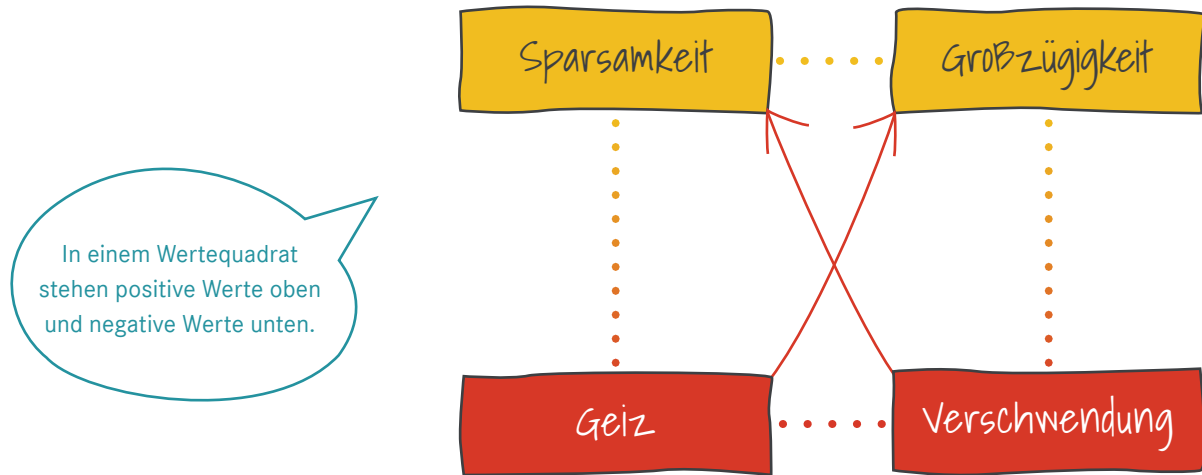 Sparsamkeit
Großzügigkeit
In einem Wertequadrat
stehen positive Werte oben
und negative Werte unten.
Geiz
Verschwendung